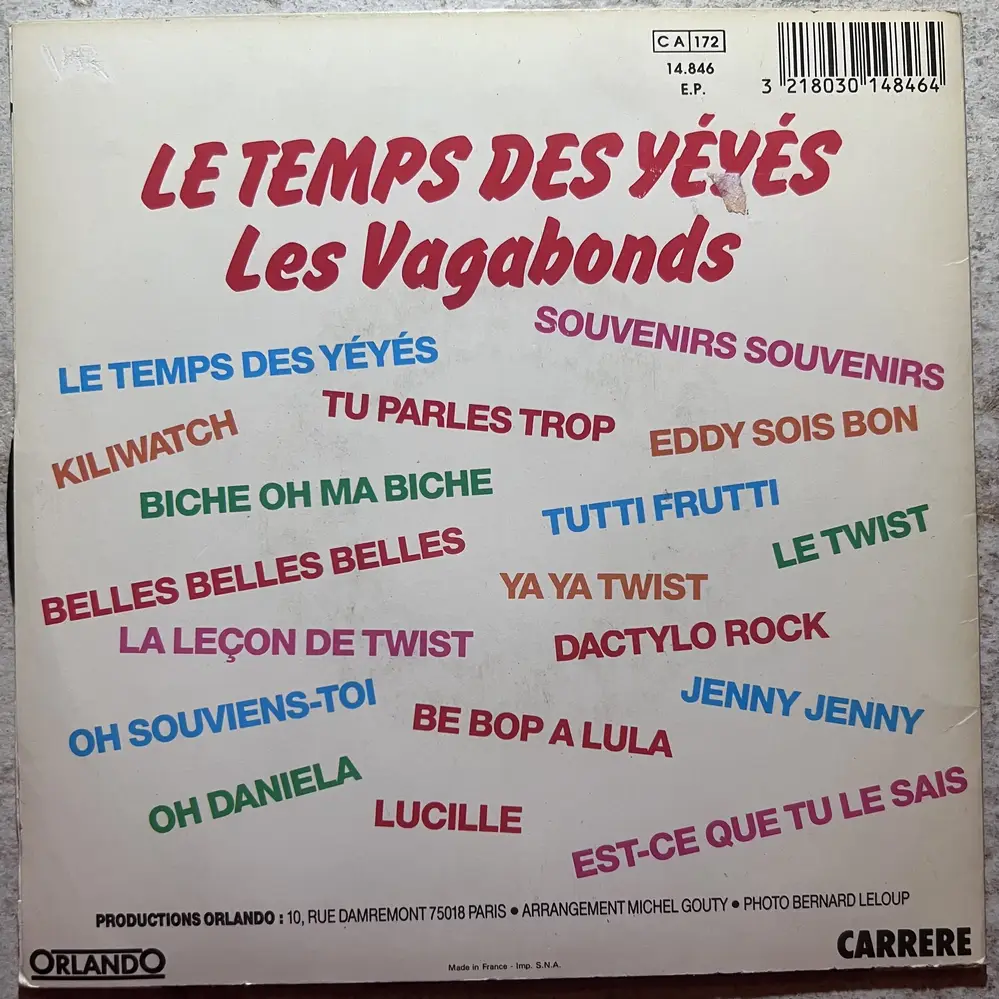 CA 172
14.846
E.P.
3 218030 148464
LE TEMPS DES YÉYÉS
Les Vagabonds
SOUVENIRS SOUVENIRS
LE TEMPS DES YÉYÉS
TU PARLES TROP
KILIWATCH
EDDY SOIS BON
BICHE OH MA BICHE
TUTTI FRUTTI
LE TWIST
BELLES BELLES BELLES
YA YA TWIST
LA LEÇON DE TWIST
DACTYLO ROCK
OH SOUVIENS-TOI
BE BOP A LULA
JENNY JENNY
OH DANIELA
LUCILLE
EST-CE QUE TU LE SAIS
PRODUCTIONS ORLANDO : 10, RUE DAMREMONT 75018 PARIS • ARRANGEMENT MICHEL GOUTY • PHOTO BERNARD LELOUP
ORLANDO
CARRERE
Made in France - Imp. S.N.A.